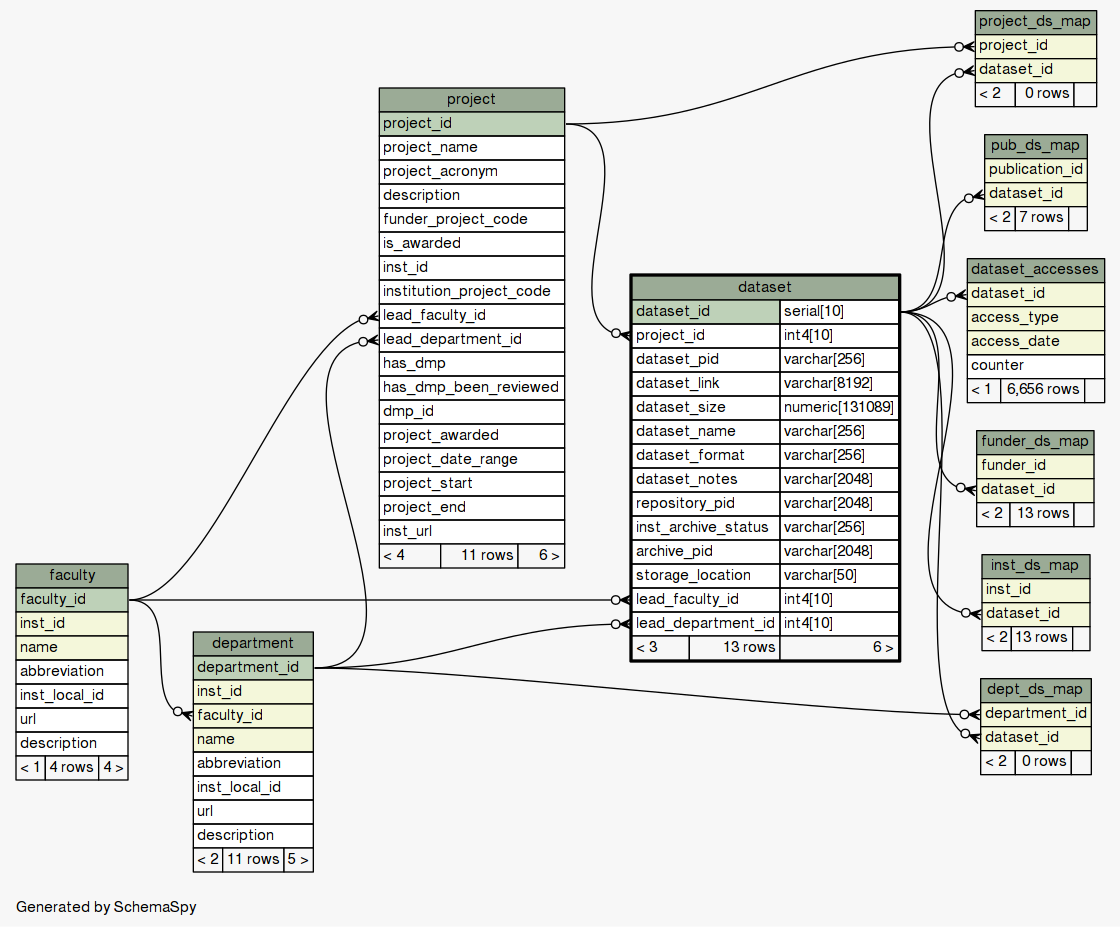 project_ds_map
project_id
dataset_id
< 2 0 rows
project
project_id
project_name
project_acronym
description
funder_project_code
is_awarded
inst_id
institution_project_code
lead_faculty_id
lead_department_id
has_dmp
has_dmp_been_reviewed
dmp_id
project_awarded
project_date_range
project_start
project_end
inst_url
< 4 11 rows 6 >
pub_ds_map
publication_id
dataset_id
< 2 7 rows
dataset
dataset_id serial[10]
project_id int4[10]
dataset_pid varchar[256]
dataset_link varchar[8192]
dataset_size numeric[131089]
dataset_name varchar[256]
dataset_format varchar[256]
dataset_notes varchar[2048]
repository_pid varchar[2048]
inst_archive_status varchar[256]
archive_pid varchar[2048]
storage_location varchar[50]
lead_faculty_id int4[10]
lead_department_id int4[10]
< 3 13 rows 6 >
dataset_accesses
dataset_id
access_type
access_date
counter
< 1 6,656 rows
funder_ds_map
funder_id
dataset_id
< 2 13 rows
inst_ds_map
inst_id
dataset_id
< 2 13 rows
dept_ds_map
department_id
dataset_id
< 2 0 rows
faculty
faculty_id
inst_id
name
abbreviation
inst_local_id
url
description
< 1 4 rows 4 >
department
department_id
inst_id
faculty_id
name
abbreviation
inst_local_id
url
description
< 2 11 rows 5 >
Generated by SchemaSpy